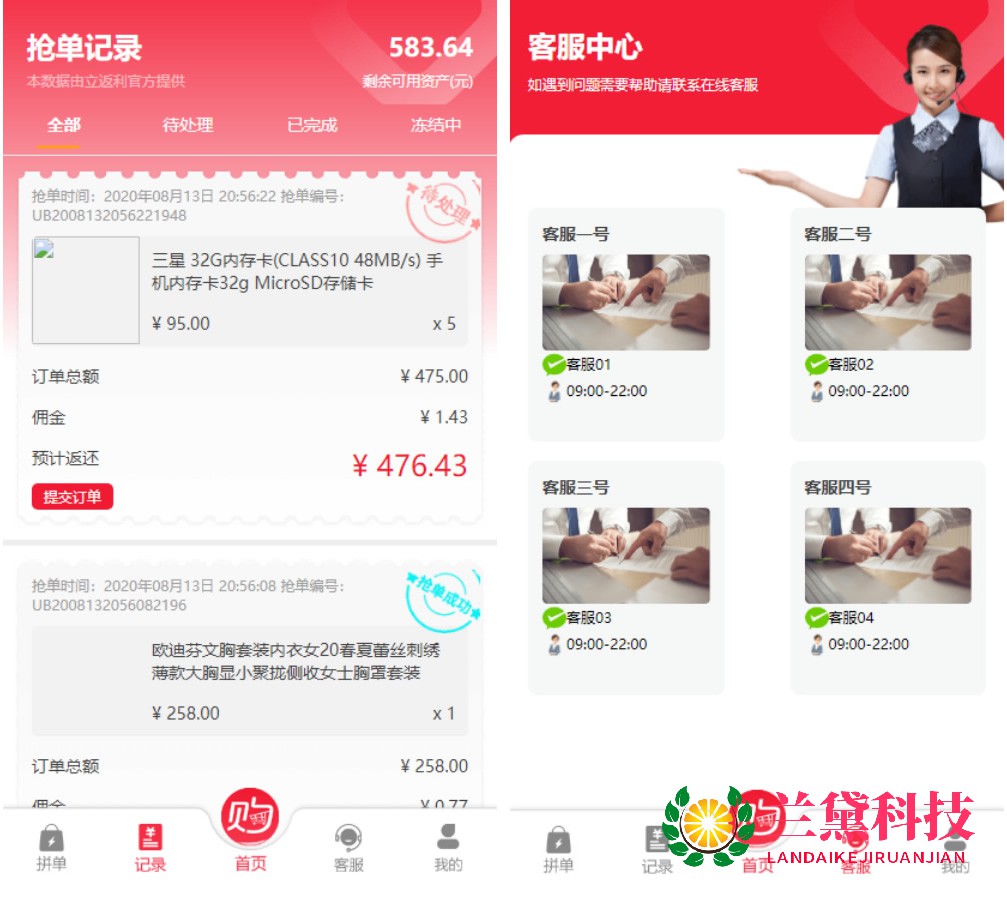 抢单记录
583.64
本数据由立返利官方提供
剩余可用资产(元)
全部
待处理
已完成
冻结中
抢单时间：2020年08月13日 20:56:22 抢单编号：
UB2008132056221948
待处理
三星 32G内存卡(CLASS10 48MB/s) 手
机内存卡32g MicroSD存储卡
¥ 95.00
x 5
订单总额
¥ 475.00
佣金
¥ 1.43
预计返还
¥ 476.43
提交订单
抢单时间：2020年08月13日 20:56:08 抢单编号：
UB2008132056082196
抢单成功
欧迪芬文胸套装内衣女20春夏蕾丝刺绣
薄款大胸显小聚拢侧收女士胸罩套装
¥ 258.00
x 1
订单总额
¥ 258.00
佣金
¥ 0.77
购
拼单
记录
首页
客服
我的
客服中心
如遇到问题需要帮助请联系在线客服
客服一号
客服01
09:00-22:00
客服二号
客服02
09:00-22:00
客服三号
客服03
09:00-22:00
客服四号
客服04
09:00-22:00
兰黛科技
LANDAIKEJIRUANJIAN
拼单
记录
首页
客服
我的